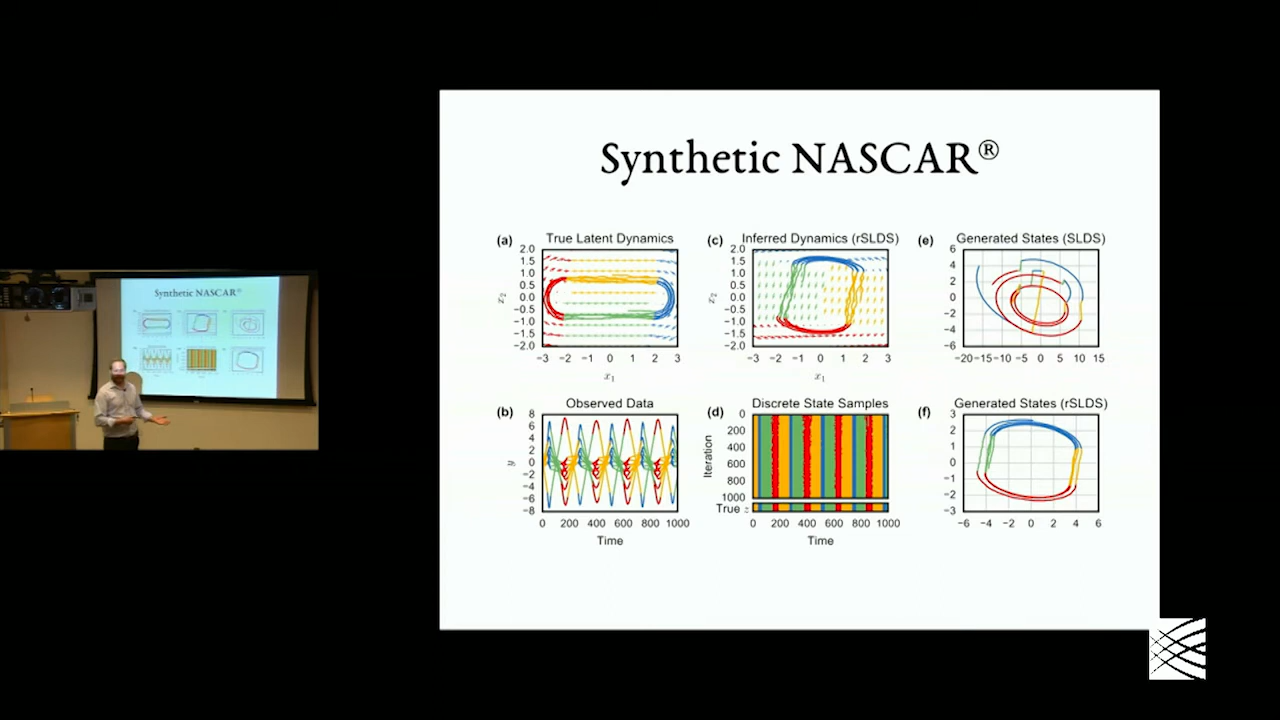 Synthetic NASCAR®
(a) True Latent Dynamics
2.0
1.5
1.0
0.5
0.0
−0.5
−1.0
−1.5
−2.0
x₂
−3 −2 −1 0 1 2 3
x₁
(c) Inferred Dynamics (rSLDS)
2.0
1.5
1.0
0.5
0.0
−0.5
−1.0
−1.5
−2.0
x₂
−3 −2 −1 0 1 2 3
x₁
(e) Generated States (SLDS)
6
4
2
0
−2
−4
−6
−20 −15 −10 −5 0 5 10 15
(b) Observed Data
8
6
4
2
0
−2
−4
−6
−8
y
0 200 400 600 800 1000
Time
(d) Discrete State Samples
0
200
400
600
800
1000
Iteration
True z
0 200 400 600 800 1000
Time
(f) Generated States (rSLDS)
3
2
1
0
−1
−2
−3
−6 −4 −2 0 2 4 6
Synthetic NASCAR®